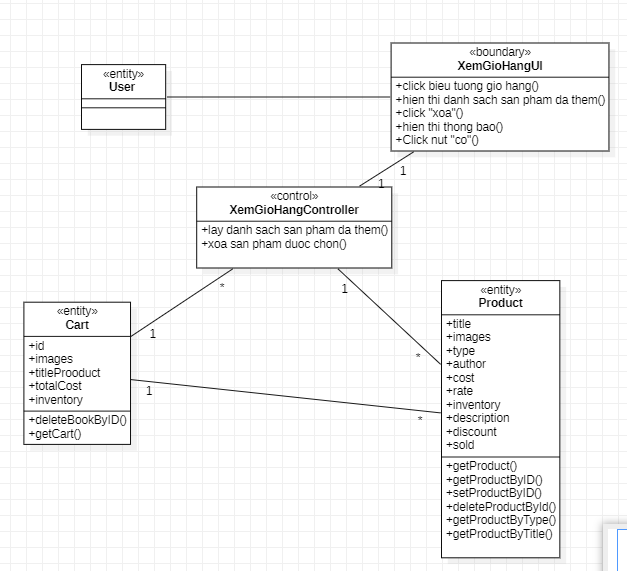 «entity»
User
«boundary»
XemGioHangUI
+click bieu tuong gio hang()
+hien thi danh sach san pham da them()
+click "xoa"()
+hien thi thong bao()
+Click nut "co"()
1
1
«control»
XemGioHangController
+lay danh sach san pham da them()
+xoa san pham duoc chon()
*
1
1
*
«entity»
Cart
+id
+images
+titleProoduct
+totalCost
+inventory
+deleteBookByID()
+getCart()
1
*
«entity»
Product
+title
+images
+type
+author
+cost
+rate
+inventory
+description
+discount
+sold
+getProduct()
+getProductByID()
+setProductByID()
+deleteProductById()
+getProductByType()
+getProductByTitle()